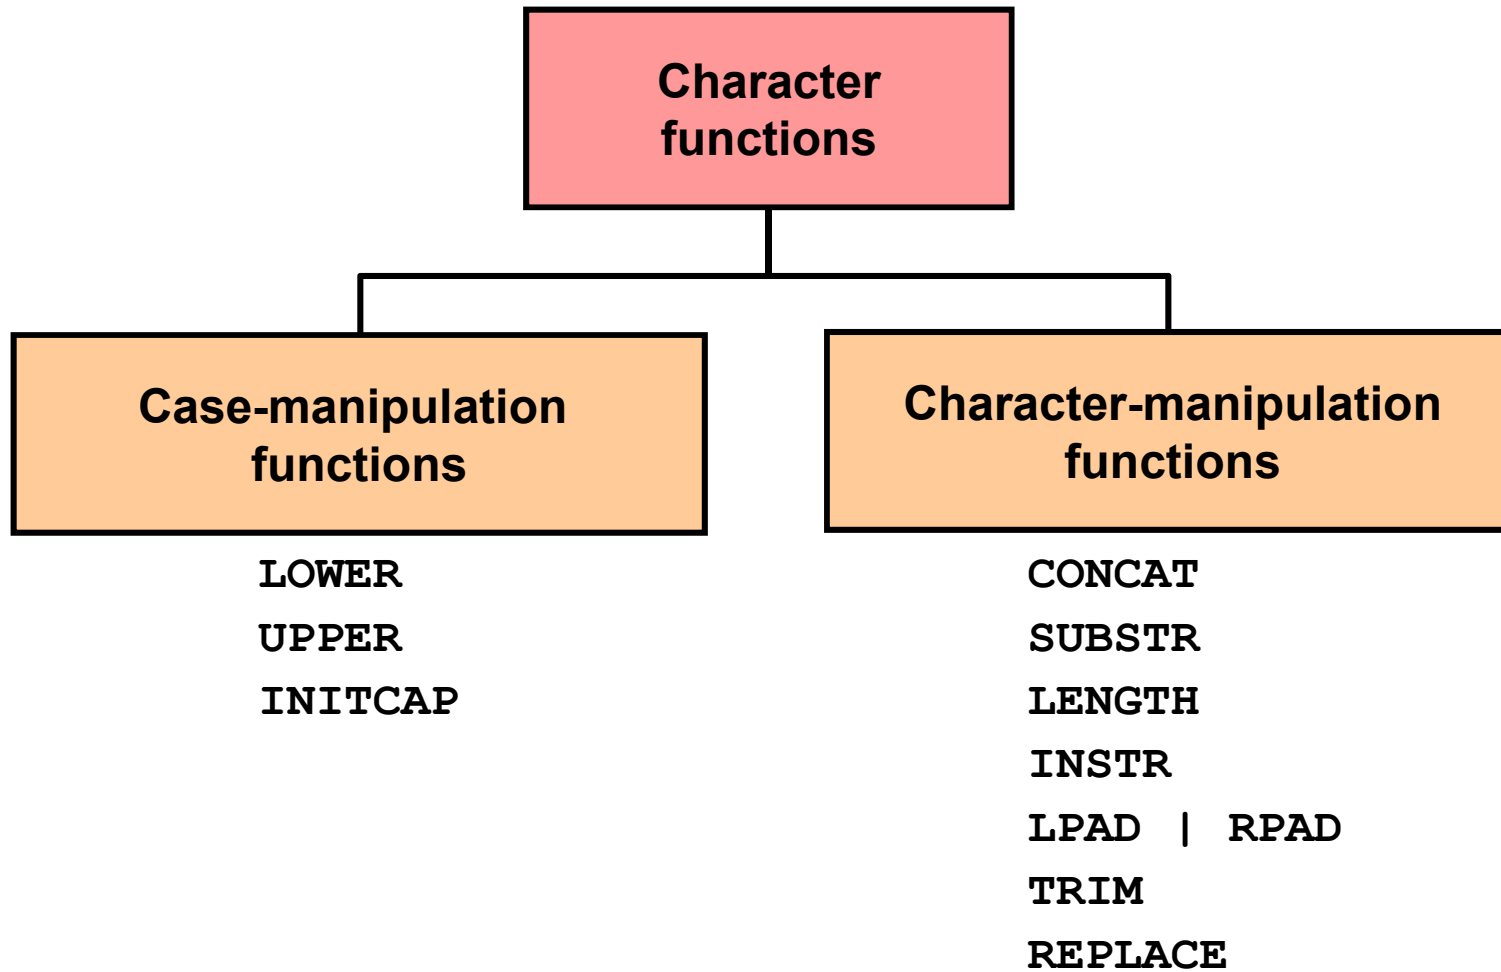 Character
functions
Case-manipulation
functions
LOWER
UPPER
INITCAP
Character-manipulation
functions
CONCAT
SUBSTR
LENGTH
INSTR
LPAD | RPAD
TRIM
REPLACE